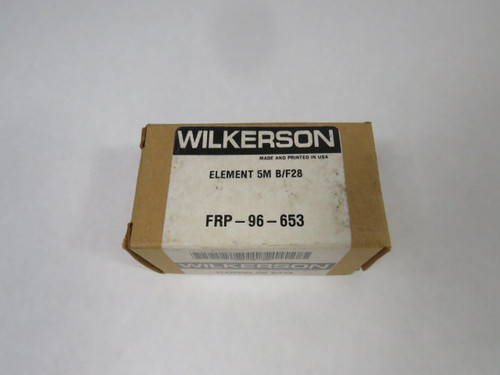 WILKERSON
MADE AND PRINTED IN USA
ELEMENT 5M B/F28
FRP-96-653
WILKERSON